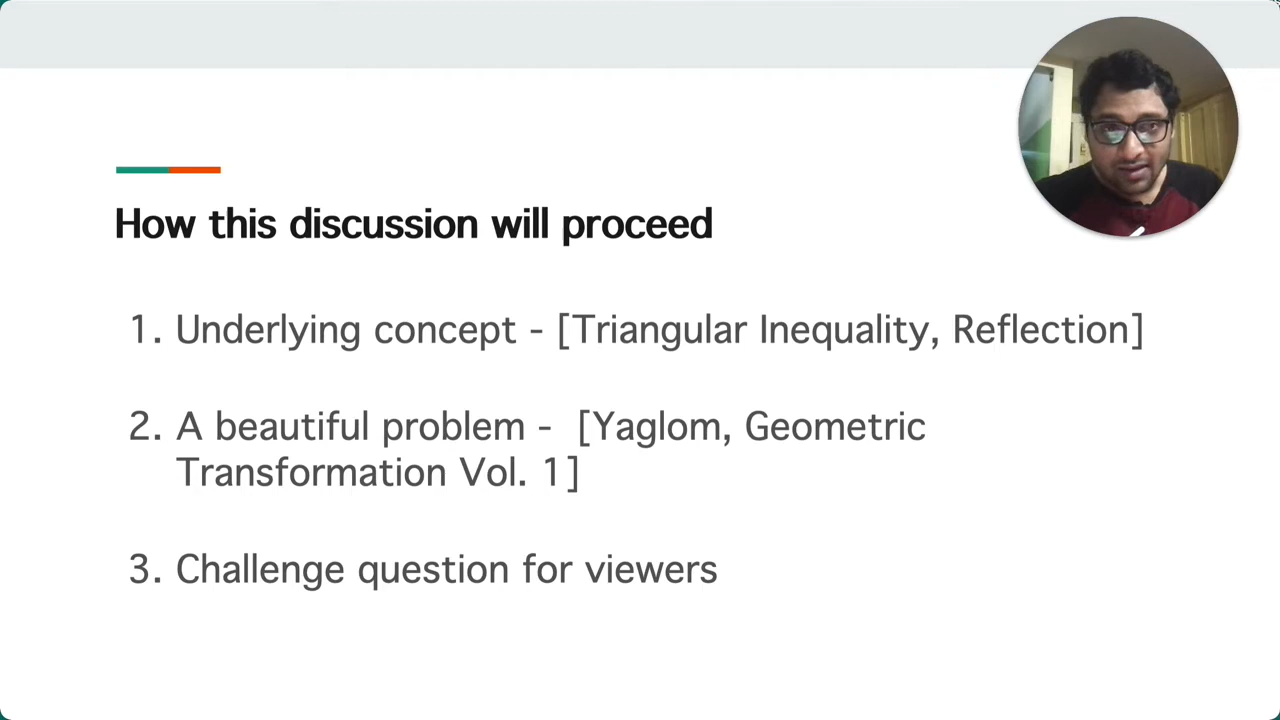 How this discussion will proceed
1. Underlying concept - [Triangular Inequality, Reflection]
2. A beautiful problem - [Yaglom, Geometric
Transformation Vol. 1]
3. Challenge question for viewers